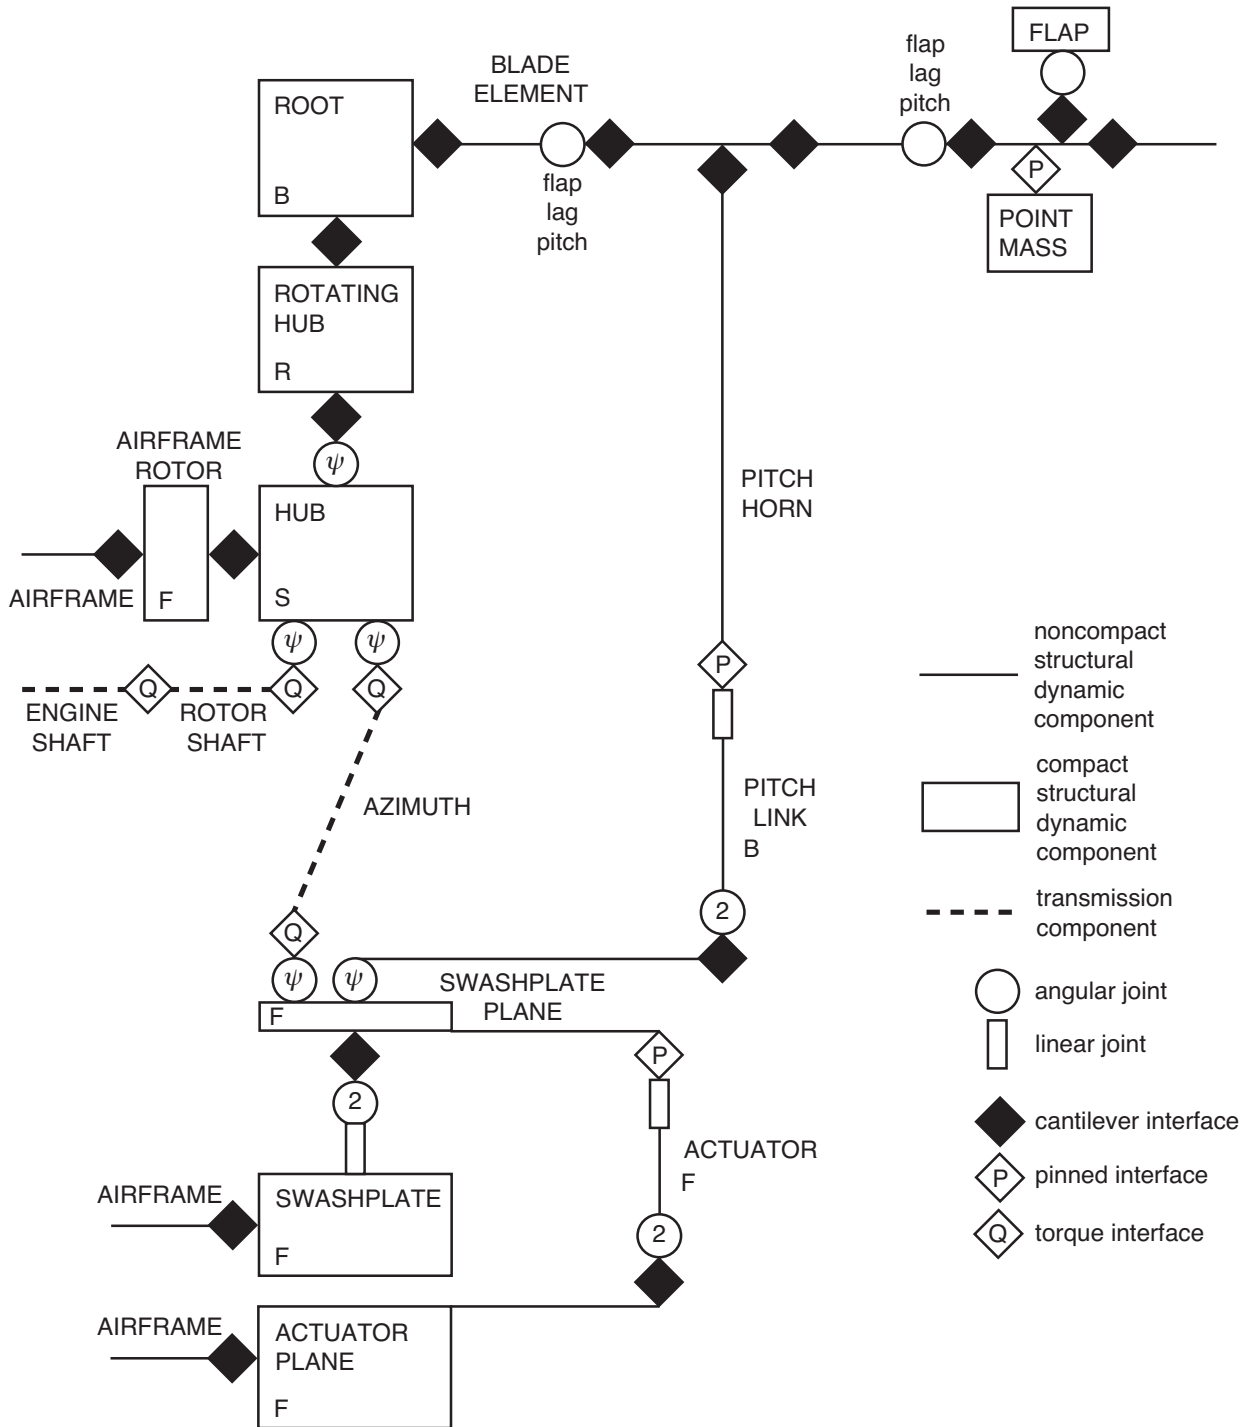 FLAP
flap
lag
pitch
BLADE
ELEMENT
ROOT
B
flap
lag
pitch
P
POINT
MASS
ROTATING
HUB
R
AIRFRAME
ROTOR
ψ
HUB
S
F
AIRFRAME
PITCH
HORN
ψ
ψ
Q
Q
Q
ENGINE
SHAFT
ROTOR
SHAFT
P
AZIMUTH
PITCH
LINK
B
2
Q
ψ
ψ
SWASHPLATE
PLANE
F
P
2
ACTUATOR
F
AIRFRAME
SWASHPLATE
F
2
AIRFRAME
ACTUATOR
PLANE
F
noncompact
structural
dynamic
component
compact
structural
dynamic
component
transmission
component
angular joint
linear joint
cantilever interface
P
pinned interface
Q
torque interface